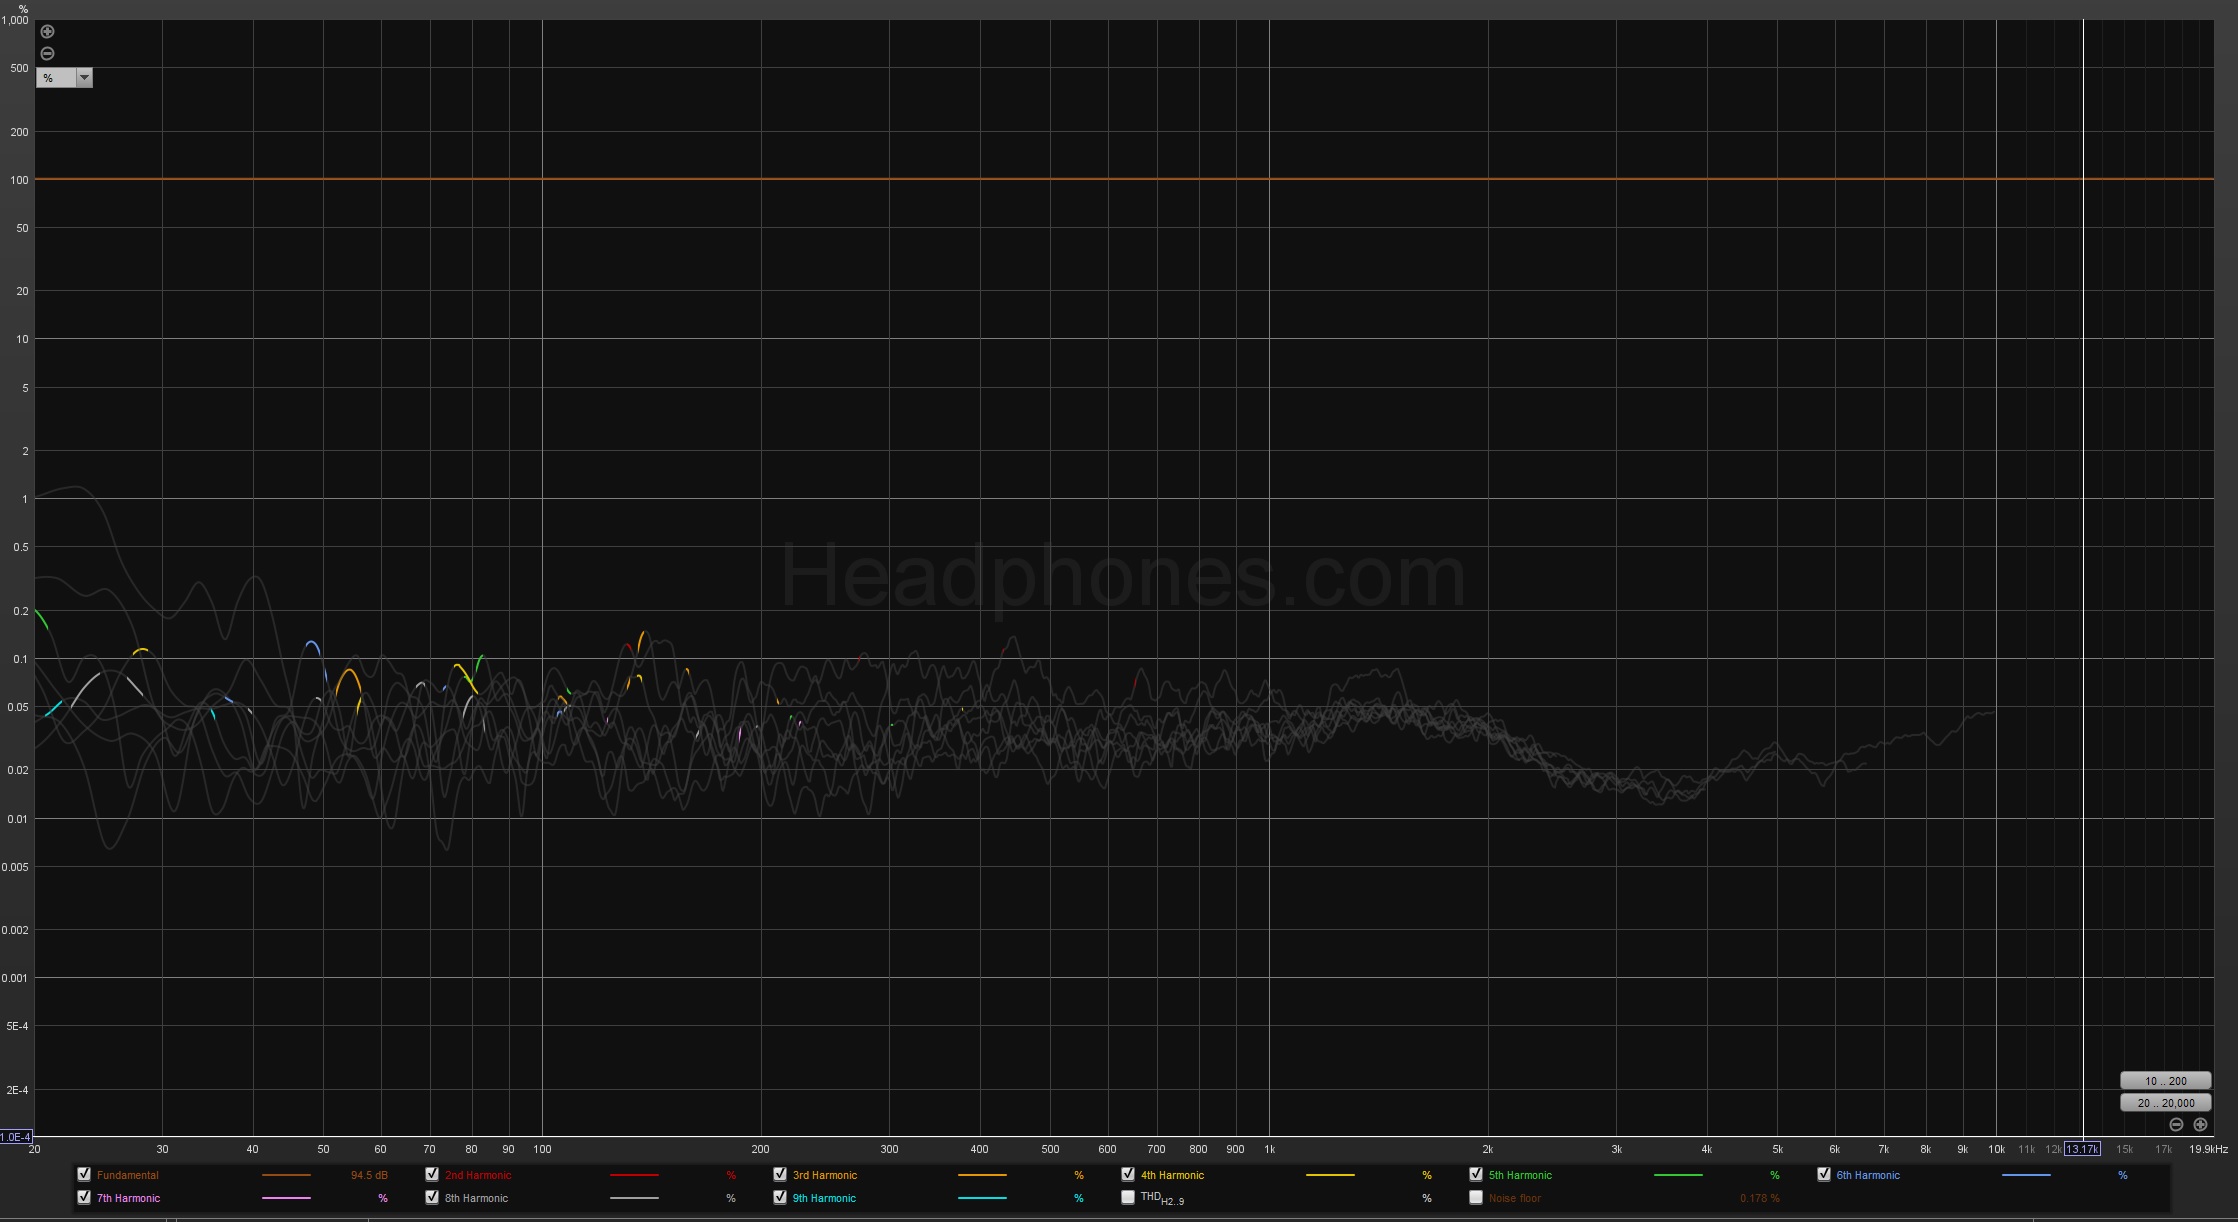 %
1,000
500
%
200
100
50
20
10
5
2
1
0.5
Headphones.com
0.2
0.1
0.05
0.02
0.01
0.005
0.002
0.001
5E-4
10 .. 200
2E-4
20 .. 20,000
1.0E-4
20 30 40 50 60 70 80 90 100 200 300 400 500 600 700 800 900 1k 2k 3k 4k 5k 6k 7k 8k 9k 10k 11k 12k 13.17k 15k 17k 19.9kHz
Fundamental 94.5 dB 2nd Harmonic % 3rd Harmonic % 4th Harmonic % 5th Harmonic % 6th Harmonic %
7th Harmonic % 8th Harmonic % 9th Harmonic % THD H2..9 % Noise floor 0.178 %